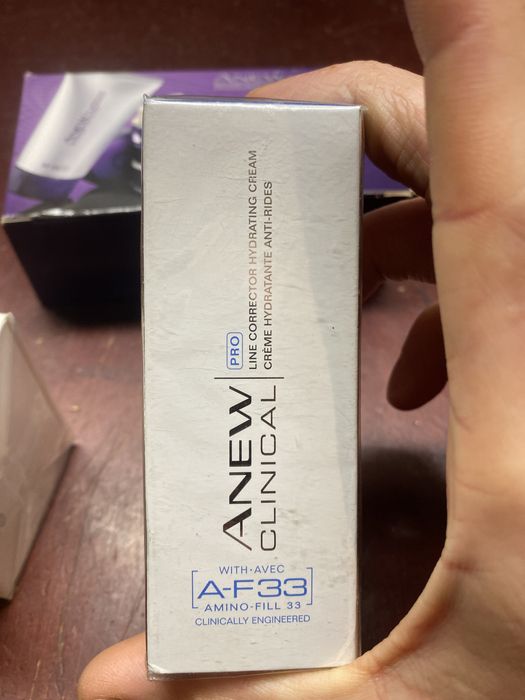 ANEW
CLINICAL
PRO
LINE CORRECTOR HYDRATING CREAM
CRÈME HYDRATANTE ANTI-RIDES
WITH • AVEC
A-F33
AMINO-FILL 33
CLINICALLY ENGINEERED
ANEW